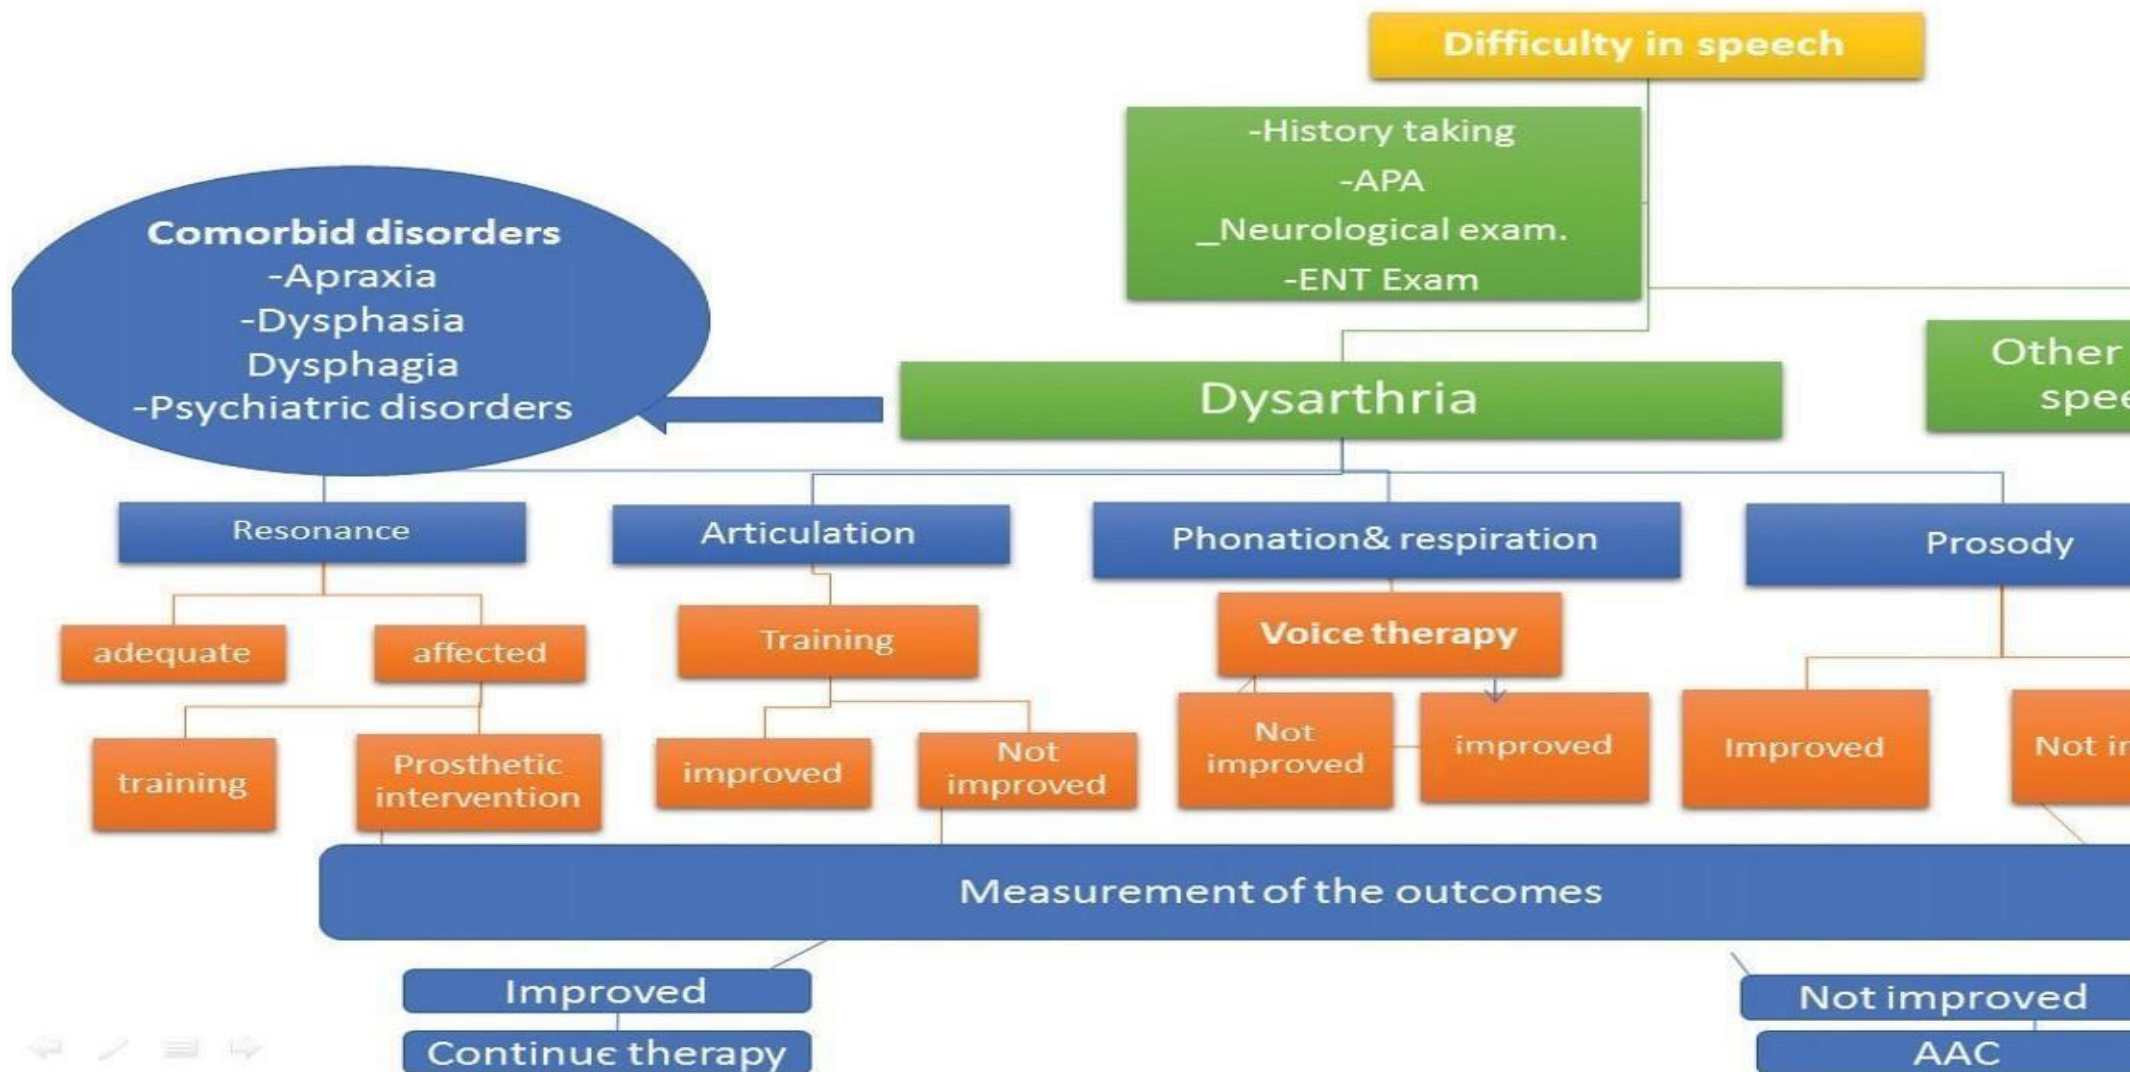 Difficulty in speech
-History taking
-APA
_Neurological exam.
-ENT Exam
Comorbid disorders
-Apraxia
-Dysphasia
Dysphagia
-Psychiatric disorders
Dysarthria
Other
Resonance
Articulation
Phonation& respiration
Prosody
adequate
affected
Training
Voice therapy
training
Prosthetic
intervention
improved
Not
improved
Not
improved
improved
Improved
Not
Measurement of the outcomes
Improved
Not improved
Continue therapy
AAC